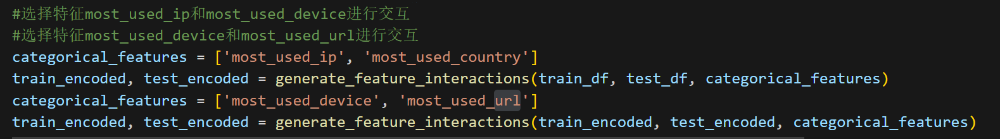 #选择特征most_used_ip和most_used_device进行交互
#选择特征most_used_device和most_used_url进行交互
categorical_features = ['most_used_ip', 'most_used_country']
train_encoded, test_encoded = generate_feature_interactions(train_df, test_df, categorical_features)
categorical_features = ['most_used_device', 'most_used_url']
train_encoded, test_encoded = generate_feature_interactions(train_encoded, test_encoded, categorical_features)